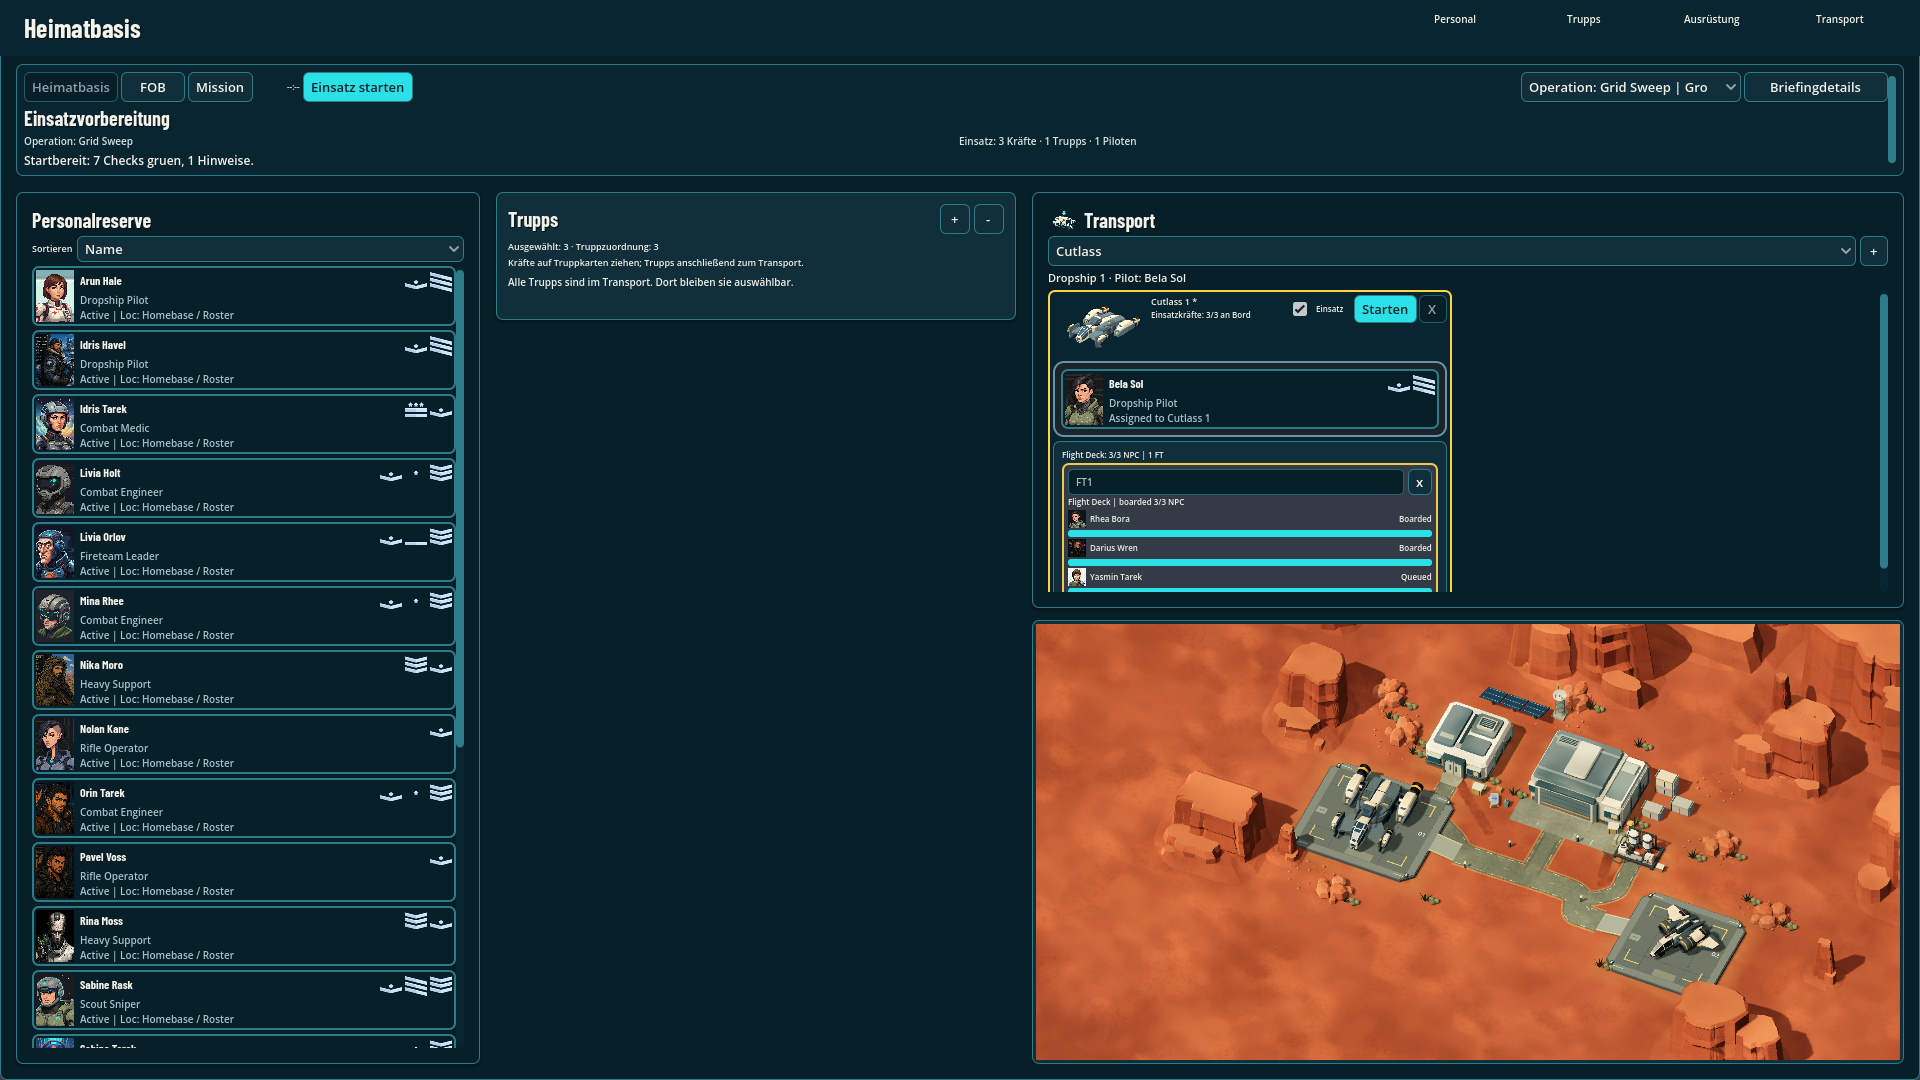 Heimatbasis
Personal
Trupps
Ausrüstung
Transport
Heimatbasis
FOB
Mission
--:--
Einsatz starten
Operation: Grid Sweep | Gro
Briefingdetails
Einsatzvorbereitung
Operation: Grid Sweep
Einsatz: 3 Kräfte · 1 Trupps · 1 Piloten
Startbereit: 7 Checks gruen, 1 Hinweise.
Personalreserve
Sortieren
Name
Arun Hale
Dropship Pilot
Active | Loc: Homebase / Roster
Idris Havel
Dropship Pilot
Active | Loc: Homebase / Roster
Idris Tarek
Combat Medic
Active | Loc: Homebase / Roster
Livia Holt
Combat Engineer
Active | Loc: Homebase / Roster
Livia Orlov
Fireteam Leader
Active | Loc: Homebase / Roster
Mina Rhee
Combat Engineer
Active | Loc: Homebase / Roster
Nika Moro
Heavy Support
Active | Loc: Homebase / Roster
Nolan Kane
Rifle Operator
Active | Loc: Homebase / Roster
Orin Tarek
Combat Engineer
Active | Loc: Homebase / Roster
Pavel Voss
Rifle Operator
Active | Loc: Homebase / Roster
Rina Moss
Heavy Support
Active | Loc: Homebase / Roster
Sabine Rask
Scout Sniper
Active | Loc: Homebase / Roster
Trupps
+
-
Ausgewählt: 3 · Truppzuordnung: 3
Kräfte auf Truppkarten ziehen; Trupps anschließend zum Transport.
Alle Trupps sind im Transport. Dort bleiben sie auswählbar.
Transport
Cutlass
+
Dropship 1 · Pilot: Bela Sol
Cutlass 1 *
Einsatzkräfte: 3/3 an Bord
Einsatz
Starten
X
Bela Sol
Dropship Pilot
Assigned to Cutlass 1
Flight Deck: 3/3 NPC | 1 FT
FT1
x
Flight Deck | boarded 3/3 NPC
Rhea Bora
Boarded
Darius Wren
Boarded
Yasmin Tarek
Queued